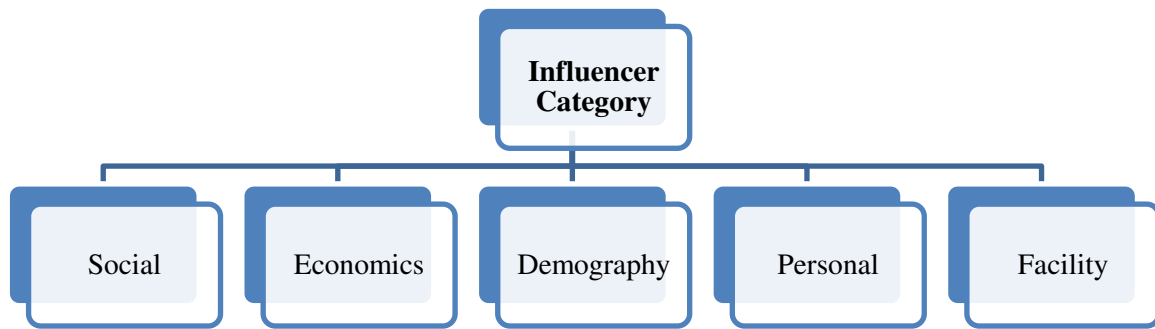 Influencer
Category
Social
Economics
Demography
Personal
Facility